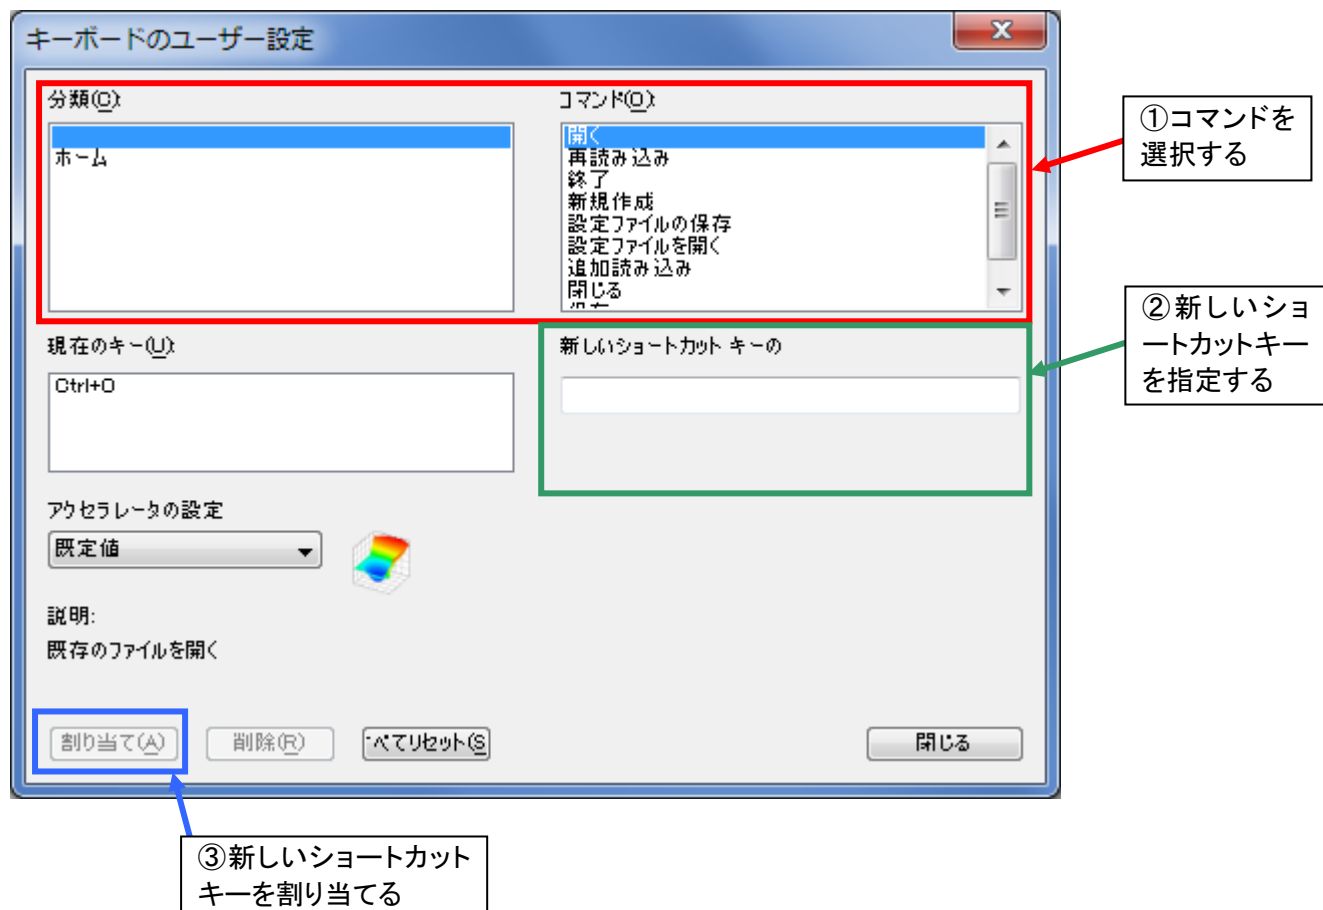 キーボードのユーザー設定
分類(C):
ホーム
コマンド(O):
開く
再読み込み
終了
新規作成
設定ファイルの保存
設定ファイルを開く
追加読み込み
閉じる
①コマンドを
選択する
現在のキー(U):
Ctrl+O
新しいショートカット キーの
②新しいショ
ートカットキー
を指定する
アクセラレータの設定
既定値
説明:
既存のファイルを開く
割り当て(A)
削除(R)
べてリセット(S
閉じる
③新しいショートカット
キーを割り当てる